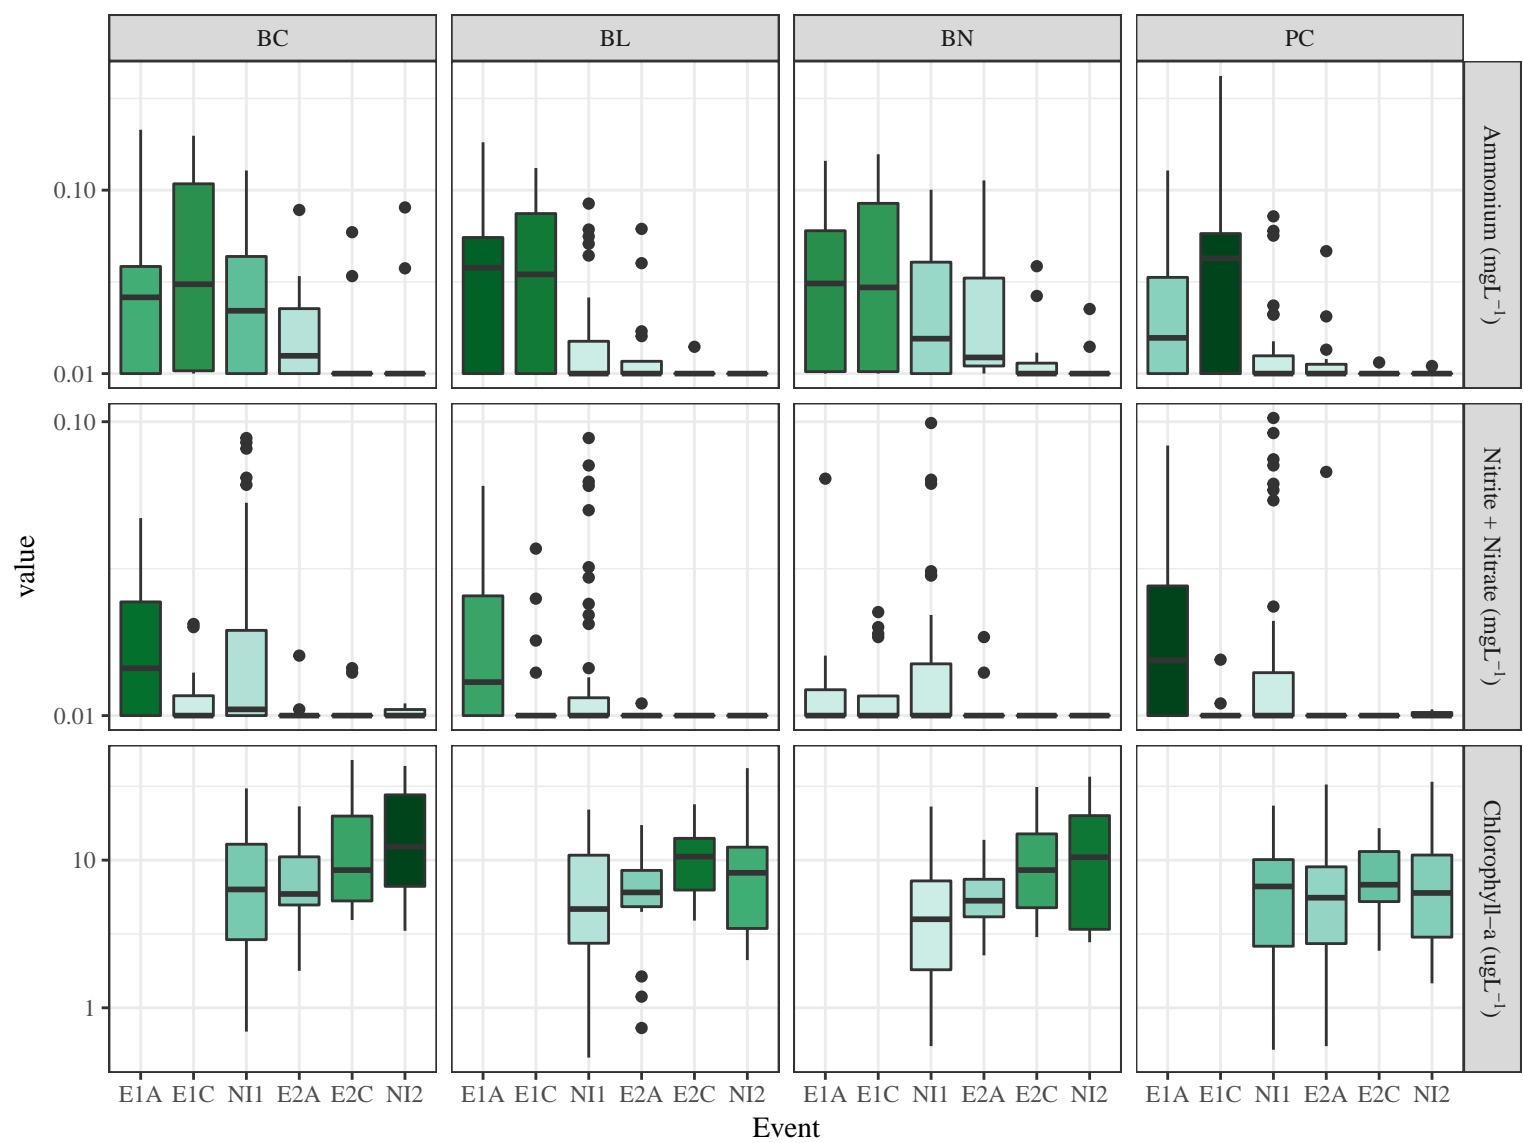 BC BL BN PC
0.10
0.01
Ammonium (mgL⁻¹)
0.10
0.01
Nitrite + Nitrate (mgL⁻¹)
value
10
1
Chlorophyll−a (ugL⁻¹)
E1A E1C NI1 E2A E2C NI2 E1A E1C NI1 E2A E2C NI2 E1A E1C NI1 E2A E2C NI2 E1A E1C NI1 E2A E2C NI2
Event